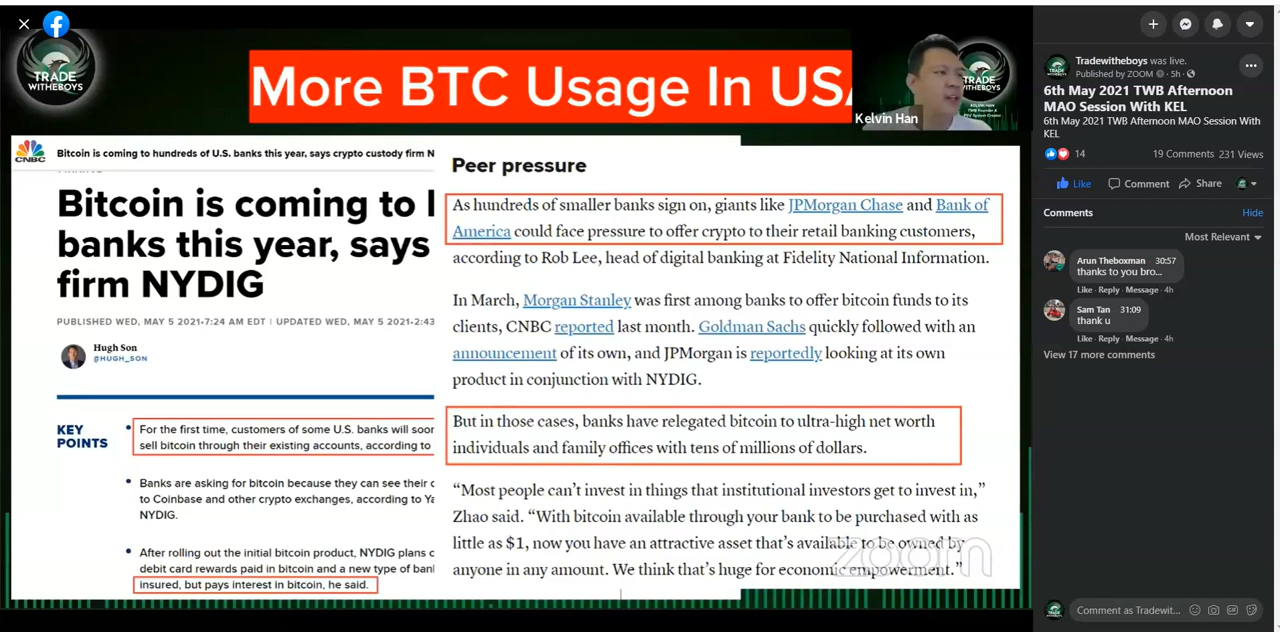 TRADE
WITHEBOYS
More BTC Usage In USA
TRADE
WITHEBOYS
KELVIN HAN
Kelvin Han
CNBC
Bitcoin is coming to hundreds of U.S. banks this year, says crypto custody firm N
Bitcoin is coming to
banks this year, says
firm NYDIG
PUBLISHED WED, MAY 5 2021•7:24 AM EDT | UPDATED WED, MAY 5 2021•2:43
Hugh Son
@HUGH_SON
KEY
POINTS
• For the first time, customers of some U.S. banks will soon
sell bitcoin through their existing accounts, according to
• Banks are asking for bitcoin because they can see their c
to Coinbase and other crypto exchanges, according to Ya
NYDIG.
• After rolling out the initial bitcoin product, NYDIG plans c
debit card rewards paid in bitcoin and a new type of ban
insured, but pays interest in bitcoin, he said.
Peer pressure
As hundreds of smaller banks sign on, giants like JPMorgan Chase and Bank of
America could face pressure to offer crypto to their retail banking customers,
according to Rob Lee, head of digital banking at Fidelity National Information.
In March, Morgan Stanley was first among banks to offer bitcoin funds to its
clients, CNBC reported last month. Goldman Sachs quickly followed with an
announcement of its own, and JPMorgan is reportedly looking at its own
product in conjunction with NYDIG.
But in those cases, banks have relegated bitcoin to ultra-high net worth
individuals and family offices with tens of millions of dollars.
“Most people can’t invest in things that institutional investors get to invest in,”
Zhao said. “With bitcoin available through your bank to be purchased with as
little as $1, now you have an attractive asset that’s available to be owned by
anyone in any amount. We think that’s huge for economic empowerment.”
zoom
Tradewitheboys was live.
Published by ZOOM · 5h ·
6th May 2021 TWB Afternoon
MAO Session With KEL
6th May 2021 TWB Afternoon MAO Session With
KEL
14
19 Comments 231 Views
Like Comment Share
Comments Hide
Most Relevant
Arun Theboxman · 30:57
thanks to you bro...
Like · Reply · Message · 4h
Sam Tan 31:09
thank u
Like · Reply · Message · 4h
View 17 more comments
Comment as Tradewit...